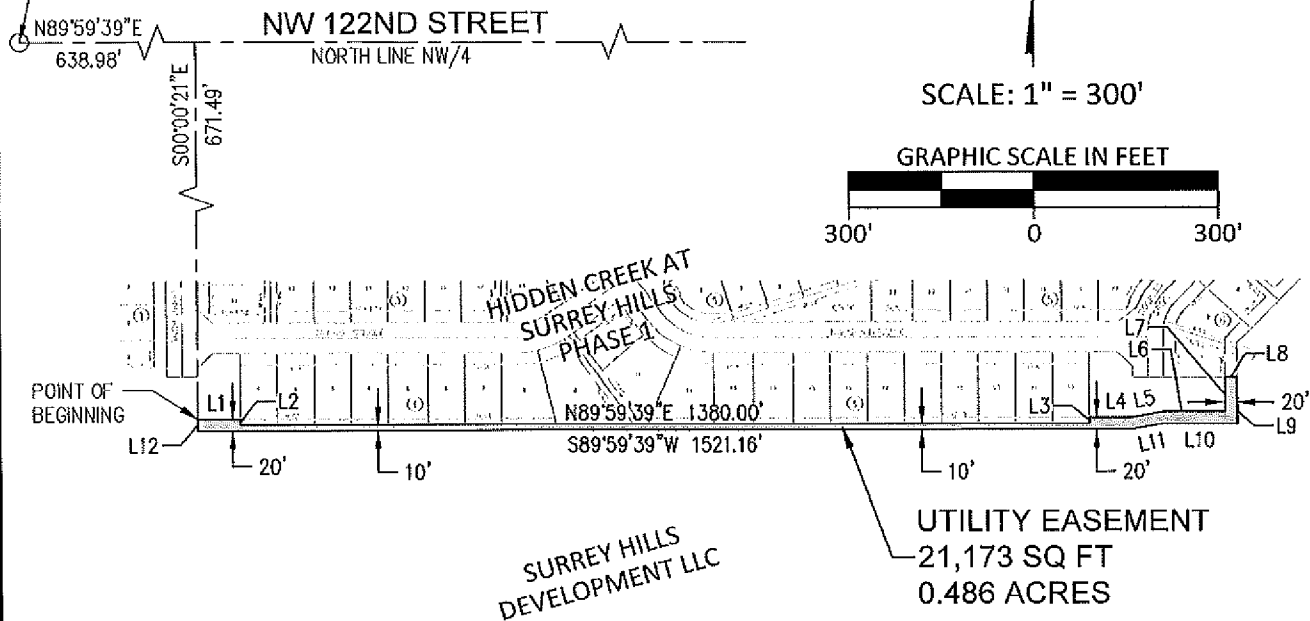 N89°59'39"E
638.98'
NW 122ND STREET
NORTH LINE NW/4
S00°00'21"E
671.49'
SCALE: 1" = 300'
GRAPHIC SCALE IN FEET
300'
0
300'
HIDDEN CREEK AT
SURREY HILLS
PHASE 1
L7
L6
L8
POINT OF
BEGINNING
L1
L2
N89°59'39"E 1380.00'
L3
L4
L5
20'
L9
L12
S89°59'39"W 1521.16'
L11
L10
20'
10'
10'
20'
UTILITY EASEMENT
21,173 SQ FT
0.486 ACRES
SURREY HILLS
DEVELOPMENT LLC